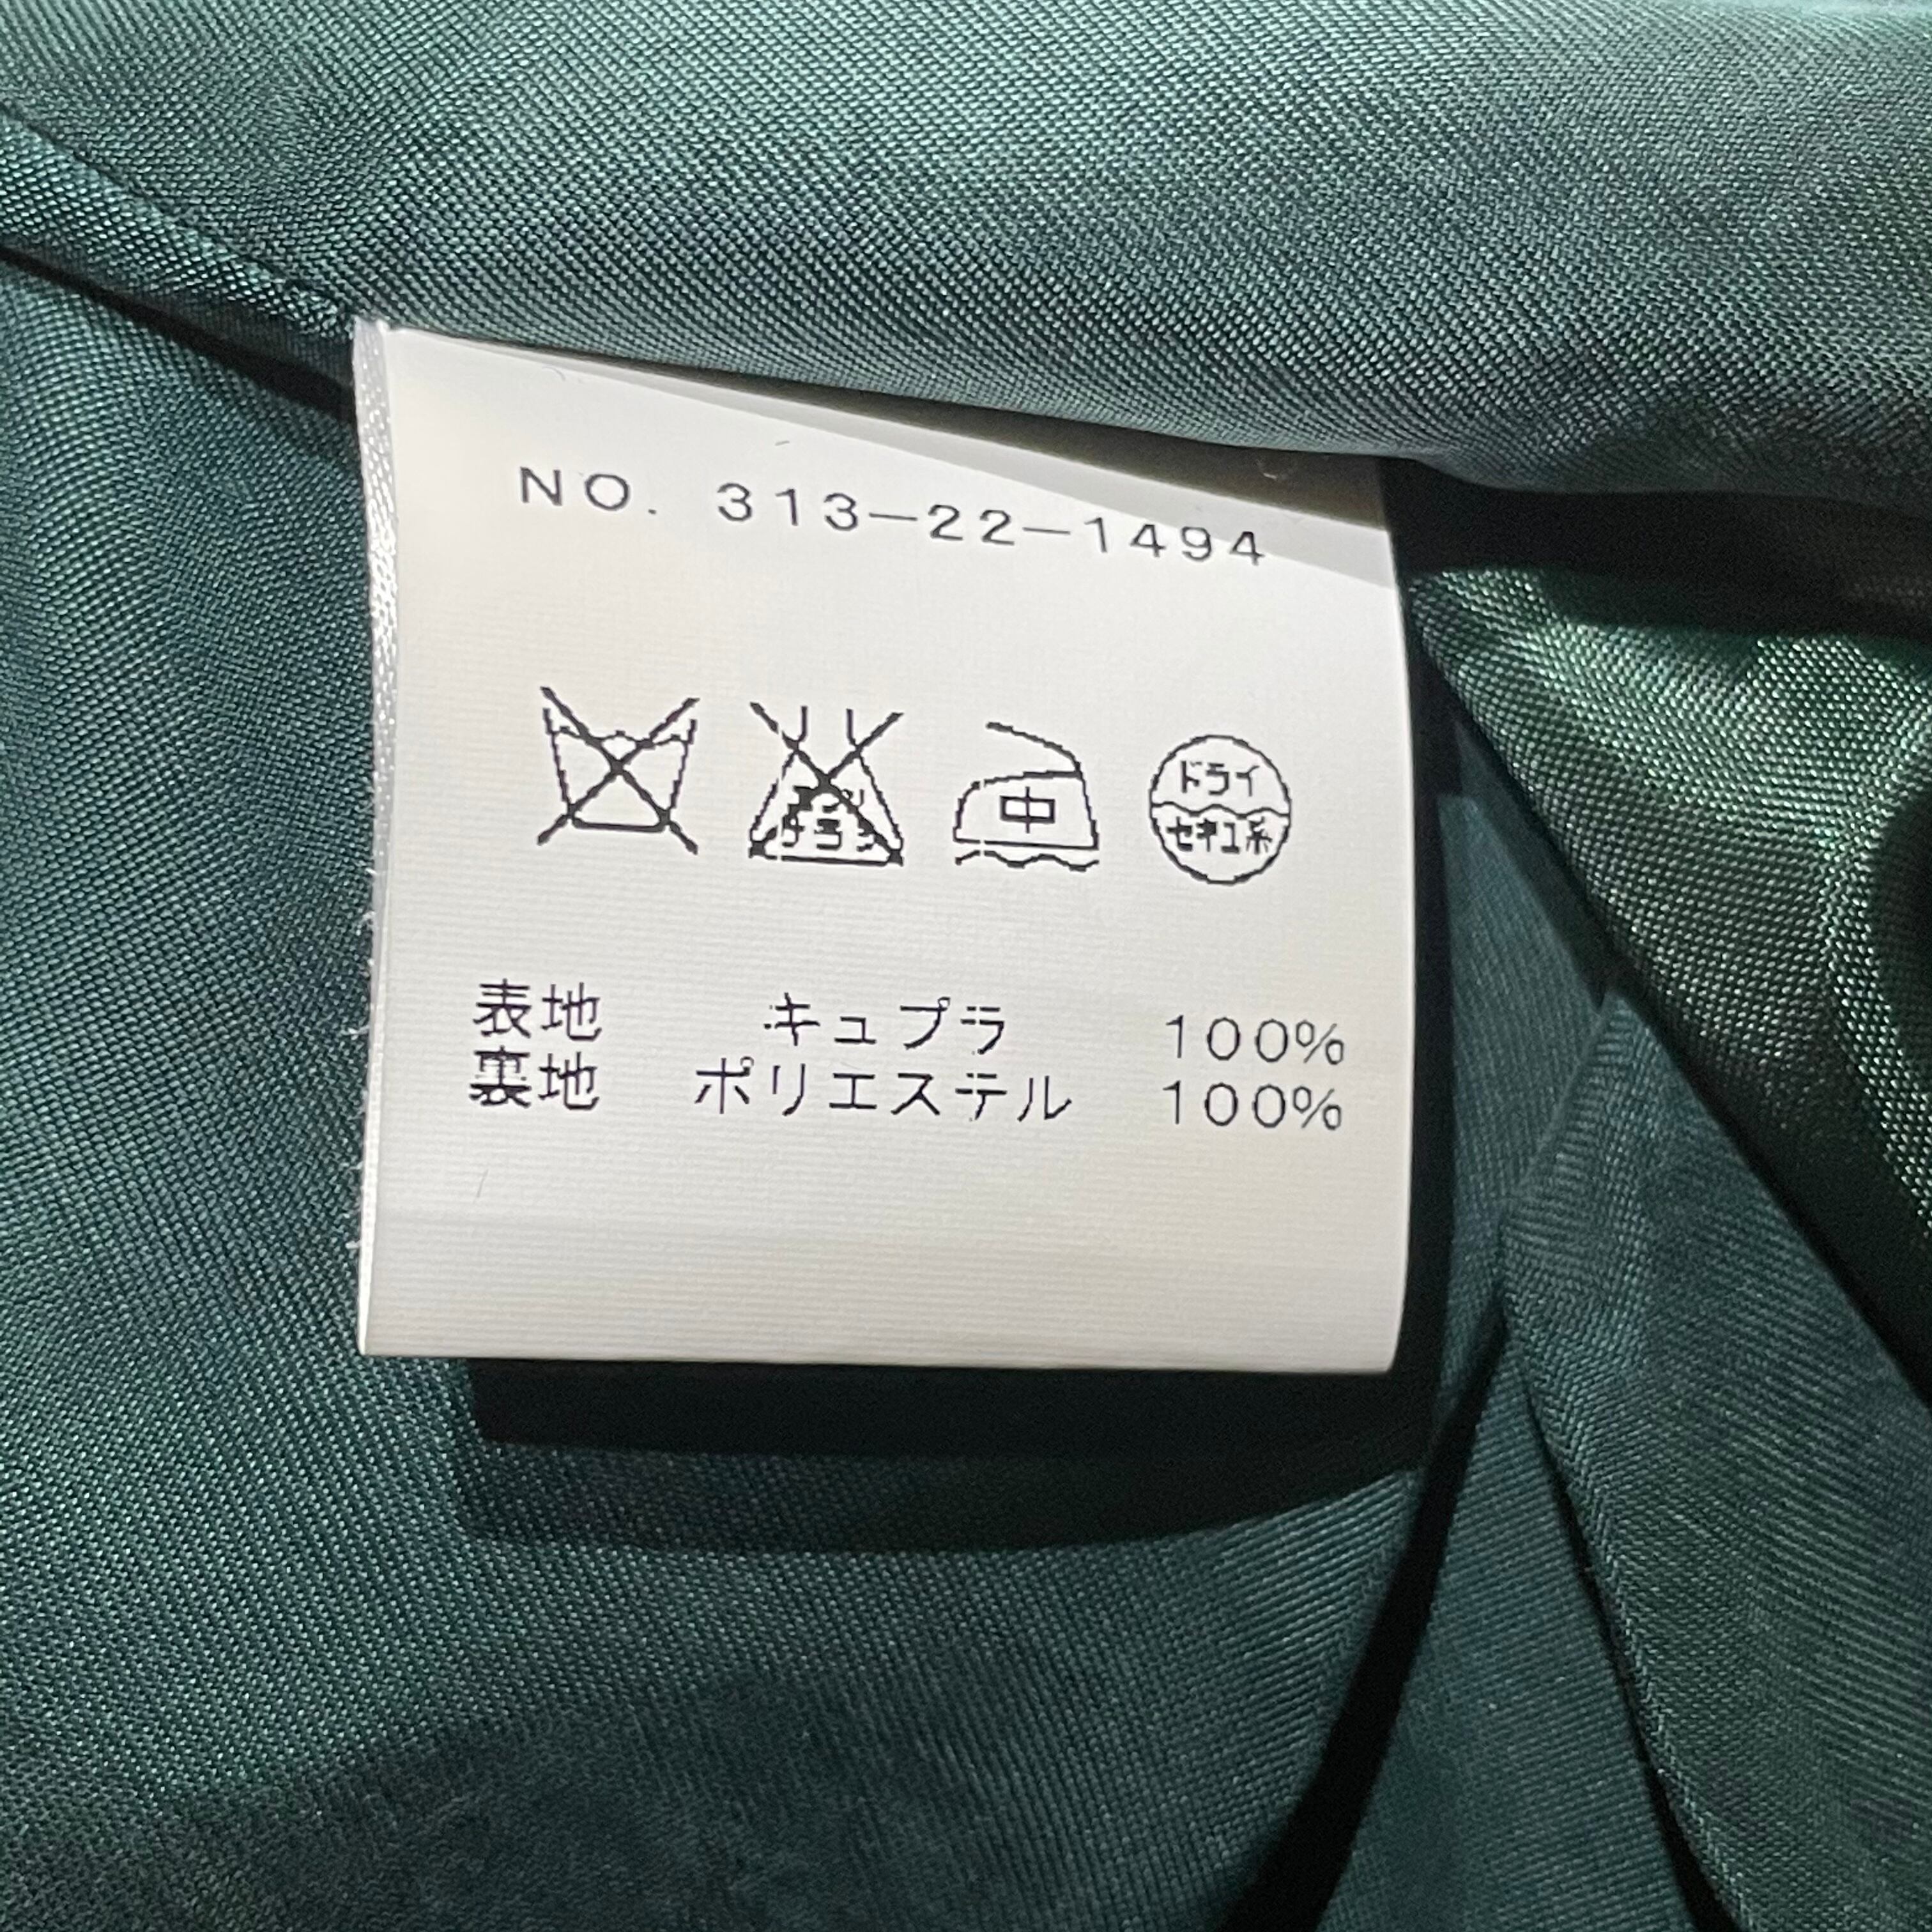 NO. 313-22-1494
中
ドライ
セキユ系
表地 キュプラ 100%
裏地 ポリエステル 100%